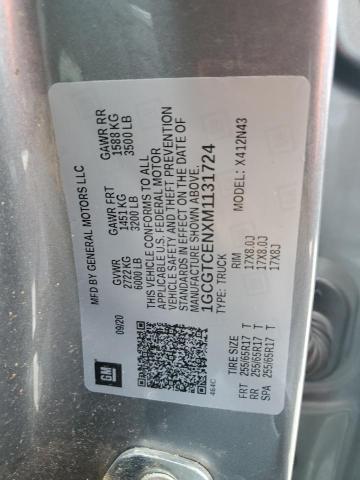 MFD BY GENERAL MOTORS LLC
09/20
GVWR
2722 KG
6000 LB
GAWR FRT
1451 KG
3200 LB
GAWR RR
1588 KG
3500 LB
THIS VEHICLE CONFORMS TO ALL
APPLICABLE U.S. FEDERAL MOTOR
VEHICLE SAFETY AND THEFT PREVENTION
STANDARDS IN EFFECT ON THE DATE OF
MANUFACTURE SHOWN ABOVE.
1GCGTCENXM1131724
TYPE: TRUCK
MODEL: X412N43
GM
464C
TIRE SIZE
RIM
FRT 255/65R17 T 17X8.0J
RR 255/65R17 T 17X8.0J
SPA 255/65R17 T 17X8J